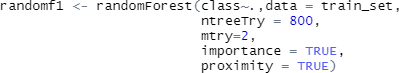 randomf1 <- randomForest(class~.,data = train_set,
ntreeTry = 800,
mtry=2,
importance = TRUE,
proximity = TRUE)